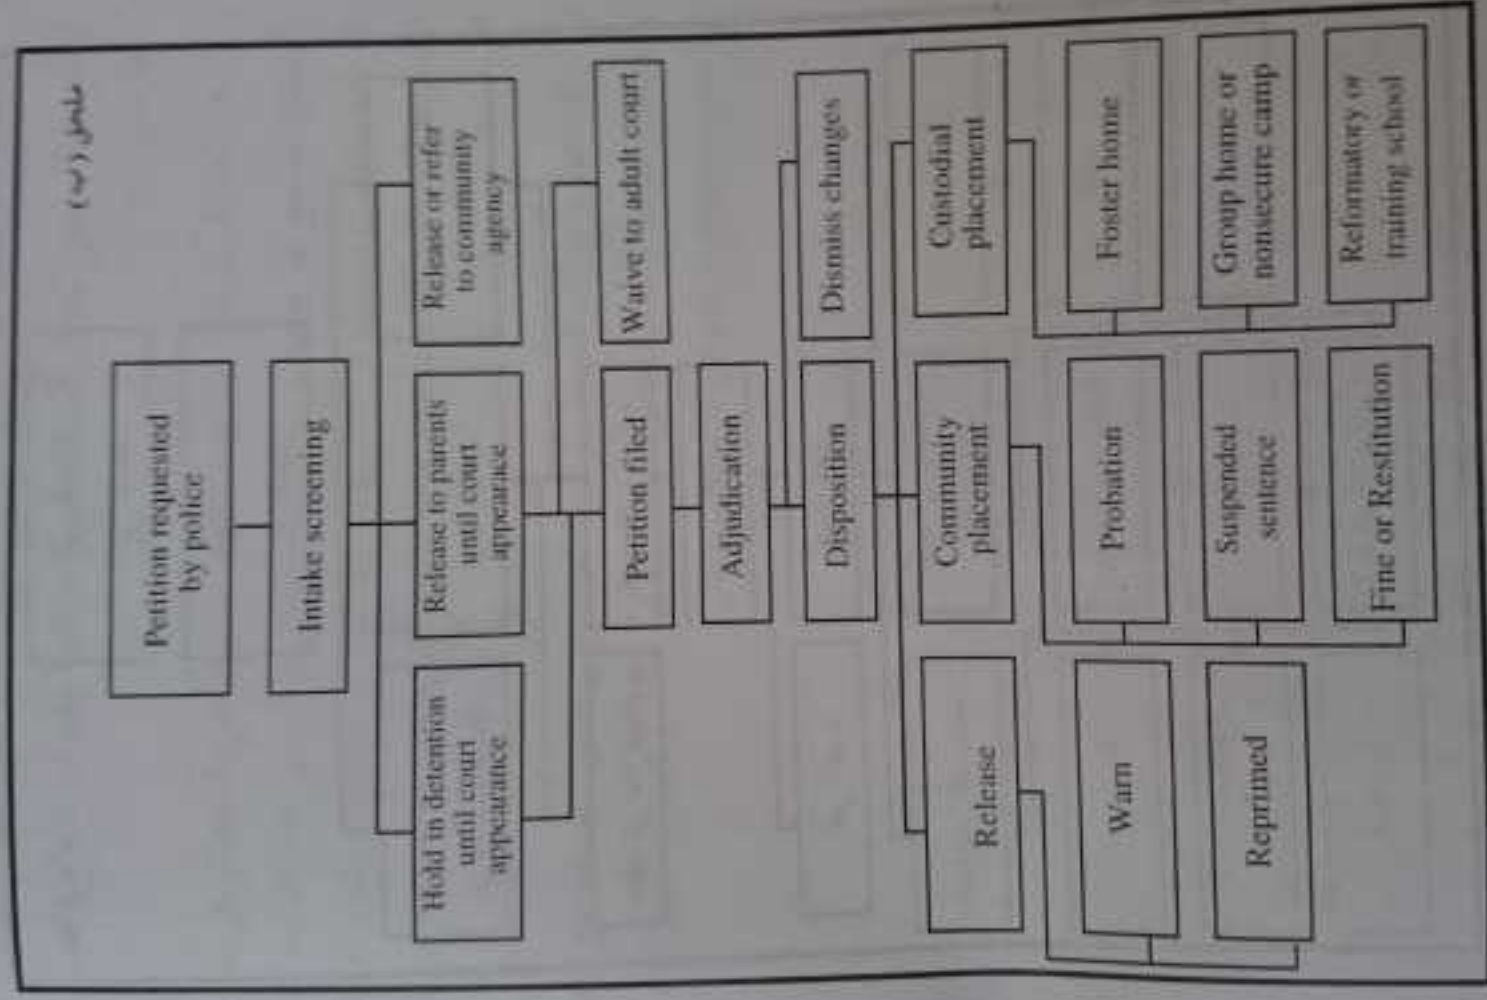 ملحق (ب)
Petition requested
by police
Intake screening
Hold in detention
until court
appearance
Release to parents
until court
appearace
Release or refer
to community
agency
Petition filed
Waive to adult court
Adjudication
Disposition
Dismiss changes
Release
Community
placement
Custodial
placement
Warn
Probation
Foster home
Reprimed
Suspended
sentence
Group home or
nonsecure camp
Fine or Restitution
Reformatory or
training school